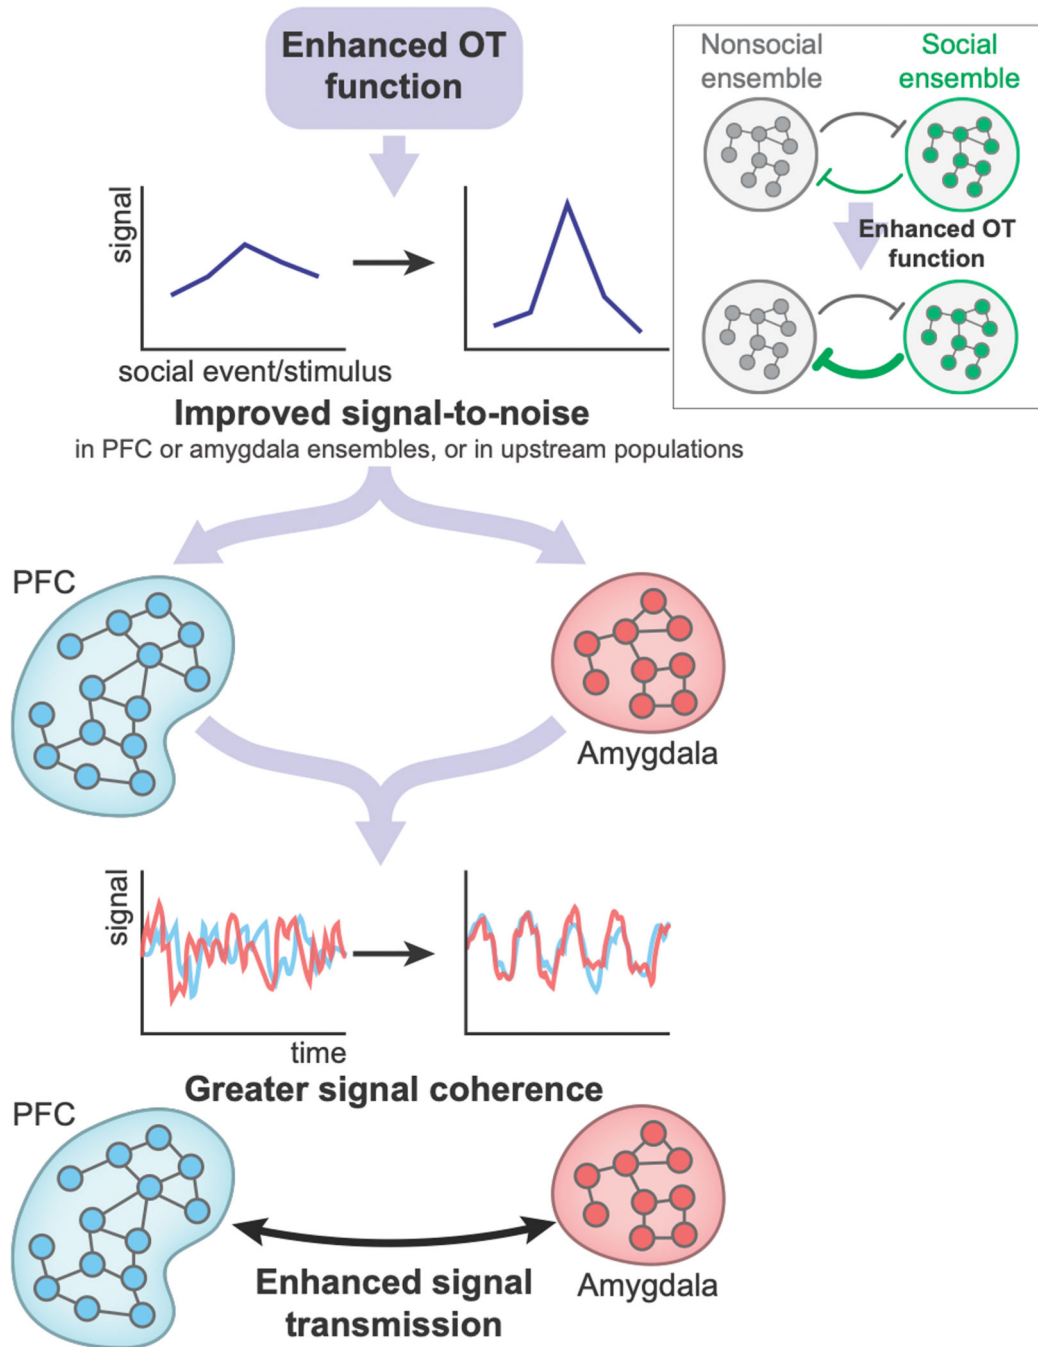 Enhanced OT
function
signal
social event/stimulus
Improved signal-to-noise
in PFC or amygdala ensembles, or in upstream populations
Nonsocial
ensemble
Social
ensemble
Enhanced OT
function
PFC
Amygdala
signal
time
Greater signal coherence
PFC
Amygdala
Enhanced signal
transmission